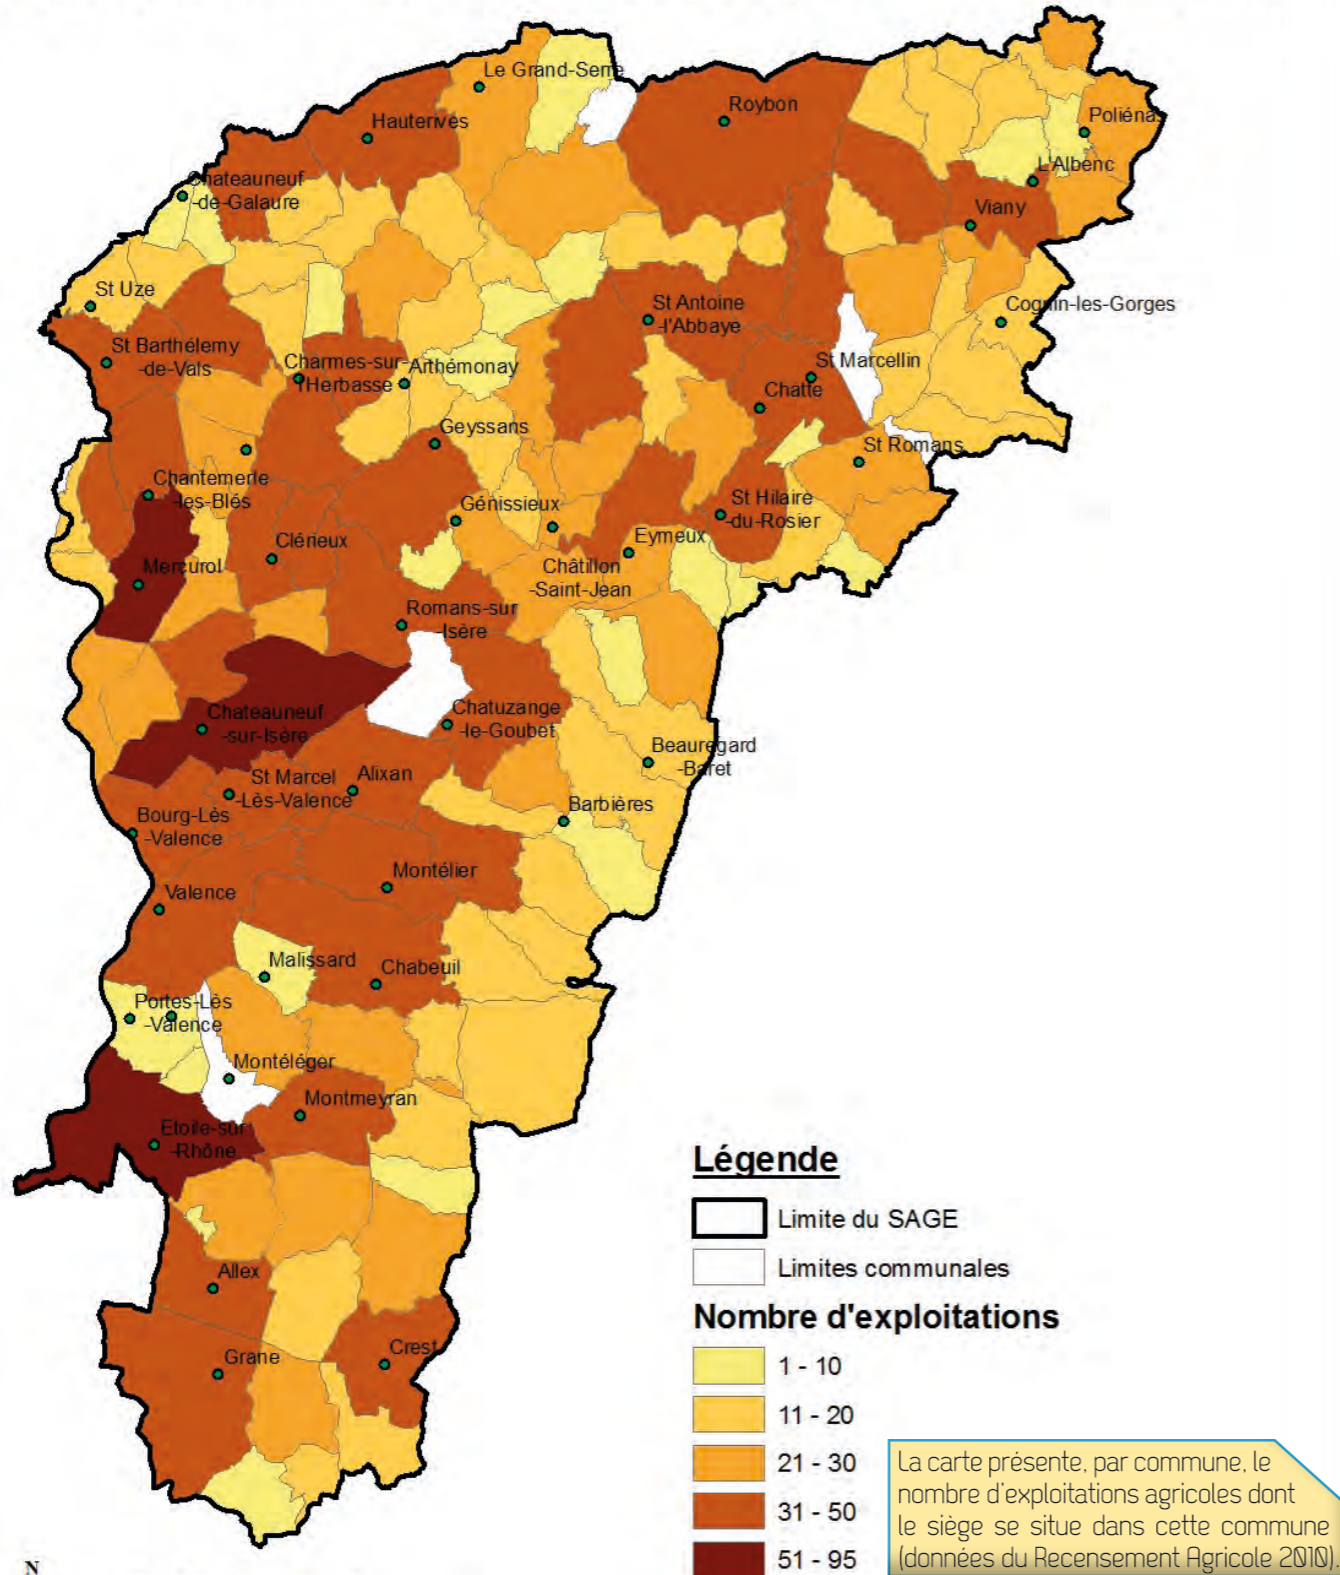 Le Grand-Serre
Roybon
Poliénas
Hauterives
L'Albenc
Chateauneuf
-de-Galaure
Viany
St Uze
St Antoine
-l'Abbaye
Cognin-les-Gorges
St Barthélemy
-de-Vals
Charmes-sur-
l'Herbasse
Arthémonay
St Marcellin
Chatte
Geyssans
St Romans
Chantemerle
-les-Blés
Génissieux
St Hilaire
-du-Rosier
Clérieux
Eymeux
Mercurol
Châtillon
-Saint-Jean
Romans-sur
-Isère
Chateauneuf
-sur-Isère
Chatuzange
-le-Goubet
Beauregard
-Baret
St Marcel
-Lès-Valence
Alixan
Barbières
Bourg-Lès
-Valence
Montélier
Valence
Malissard
Chabeuil
Portes-Lès
-Valence
Montéléger
Montmeyran
Etoile-sur
-Rhône
Allex
Grane
Crest
Légende
Limite du SAGE
Limites communales
Nombre d'exploitations
1 - 10
11 - 20
21 - 30
31 - 50
51 - 95
La carte présente, par commune, le
nombre d'exploitations agricoles dont
le siège se situe dans cette commune
(données du Recensement Agricole 2010).
N